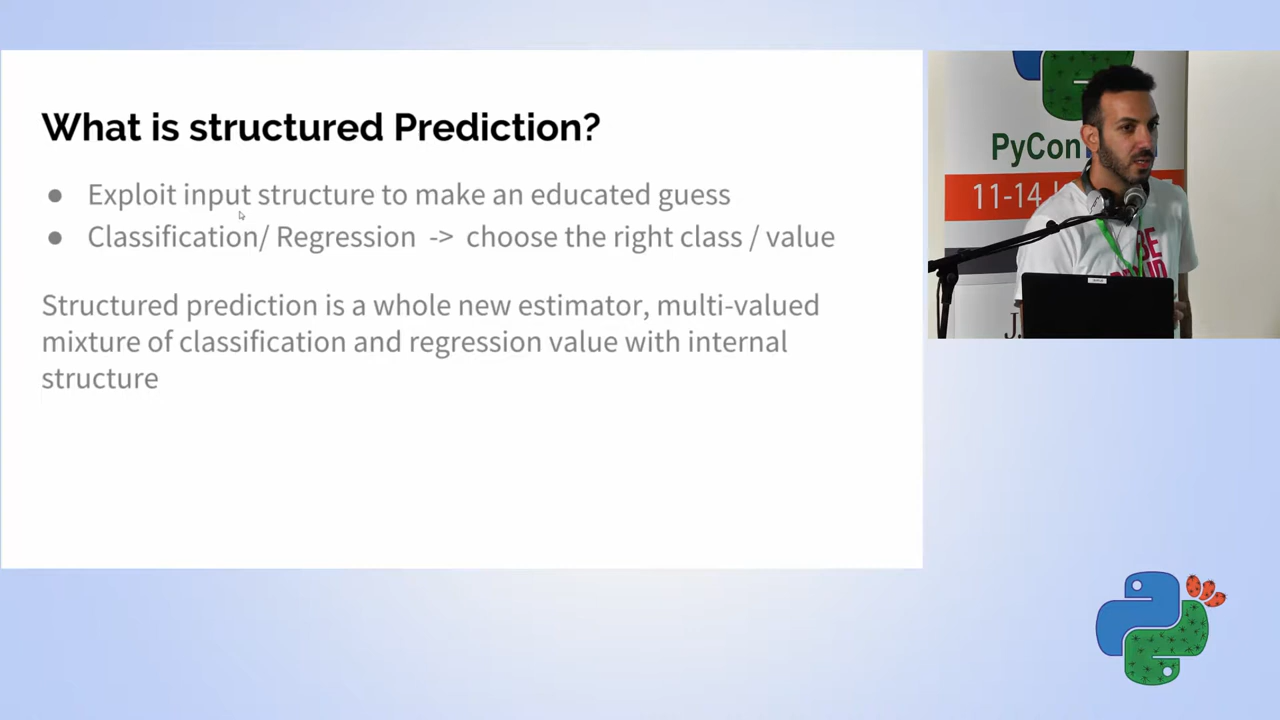 What is structured Prediction?
● Exploit input structure to make an educated guess
● Classification/ Regression -> choose the right class / value
Structured prediction is a whole new estimator, multi-valued
mixture of classification and regression value with internal
structure
PyCon
11-14